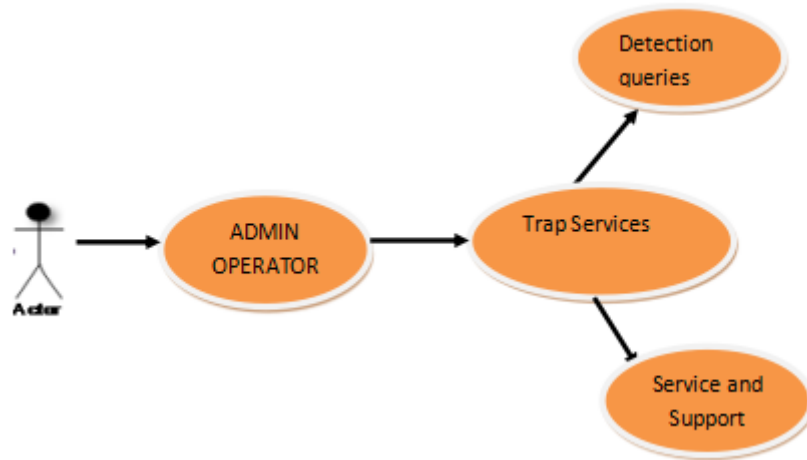 Detection
queries
Trap Services
ADMIN
OPERATOR
Actor
Service and
Support